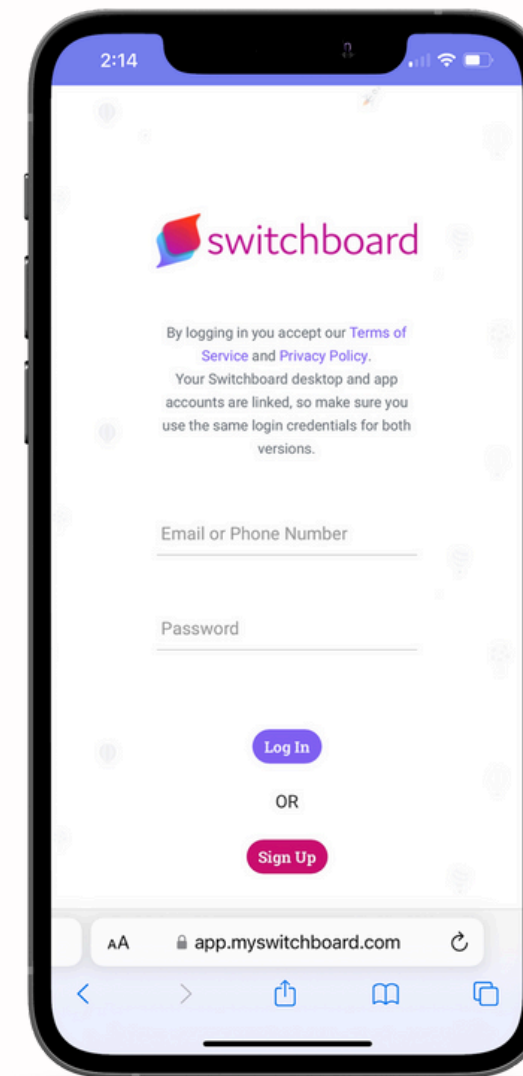 2:14
switchboard
By logging in you accept our Terms of
Service and Privacy Policy.
Your Switchboard desktop and app
accounts are linked, so make sure you
use the same login credentials for both
versions.
Email or Phone Number
Password
Log In
OR
Sign Up
AA app.myswitchboard.com